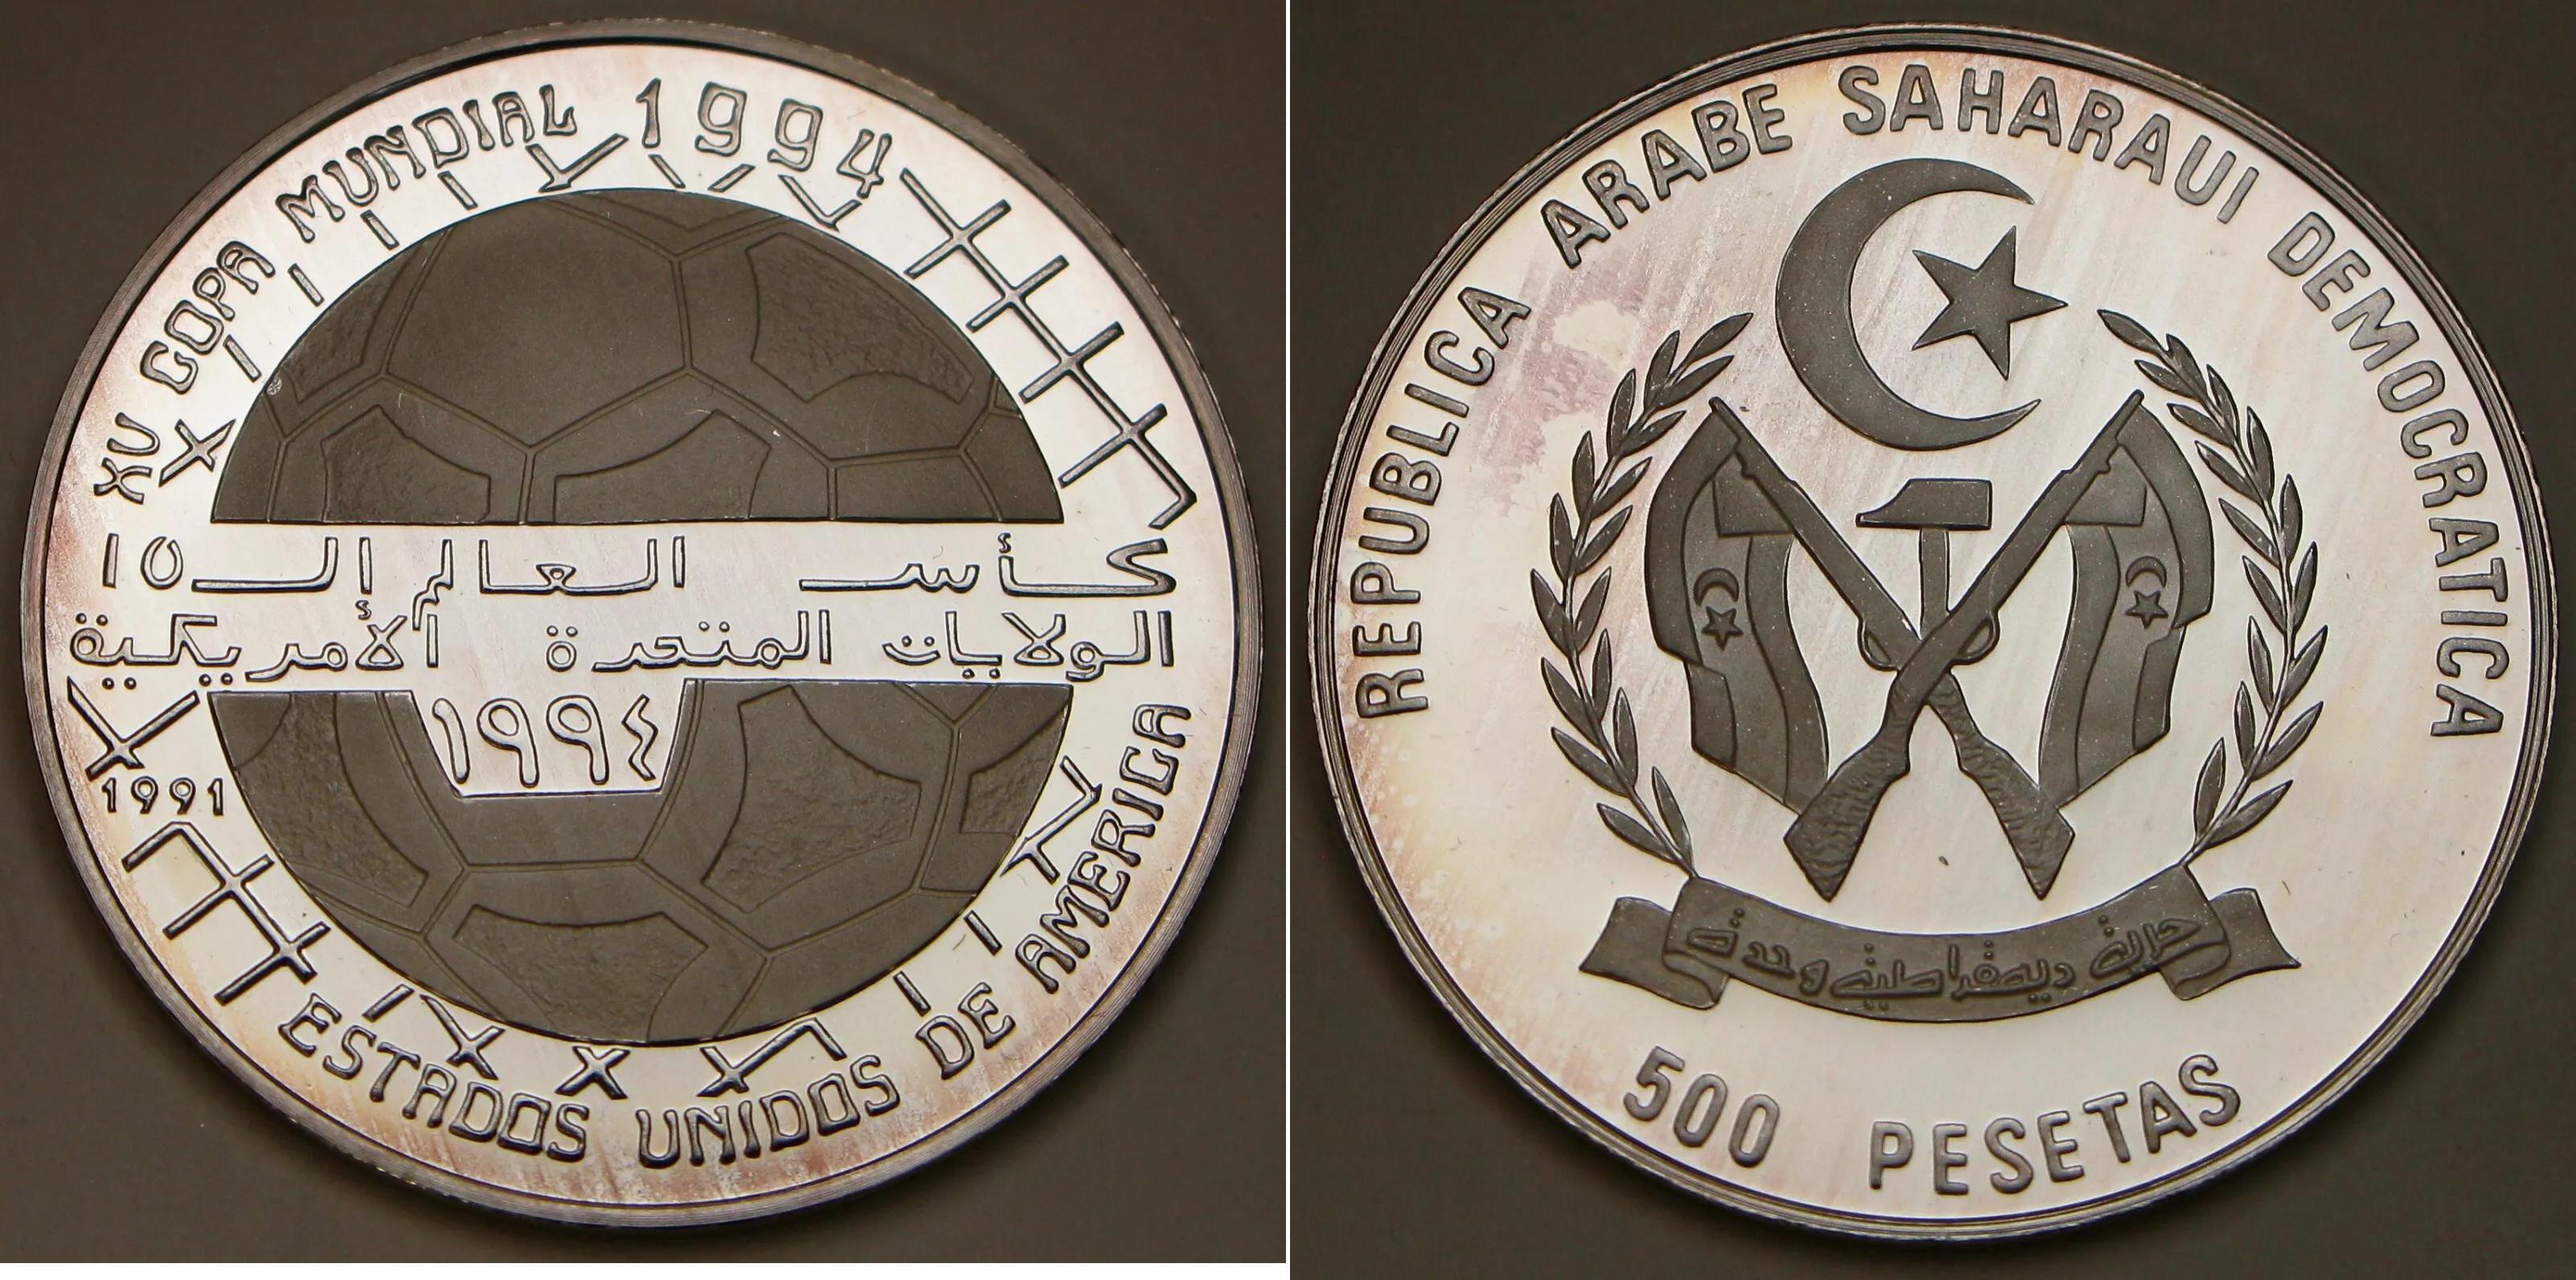 XV COPA MUNDIAL 1994
كأس العالم الـ ١٥
الولايات المتحدة الأمريكية
١٩٩٤
1991
ESTADOS UNIDOS DE AMERICA
REPUBLICA ARABE SAHARAUI DEMOCRATICA
حرية ديمقراطية وحدة
500 PESETAS